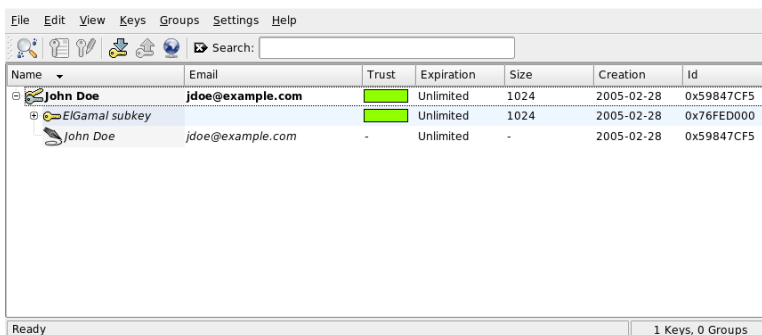 File Edit View Keys Groups Settings Help
Search:
Name Email Trust Expiration Size Creation Id
John Doe jdoe@example.com Unlimited 1024 2005-02-28 0x59847CF5
ElGamal subkey Unlimited 1024 2005-02-28 0x76FED000
John Doe jdoe@example.com - Unlimited - 2005-02-28 0x59847CF5
Ready 1 Keys, 0 Groups